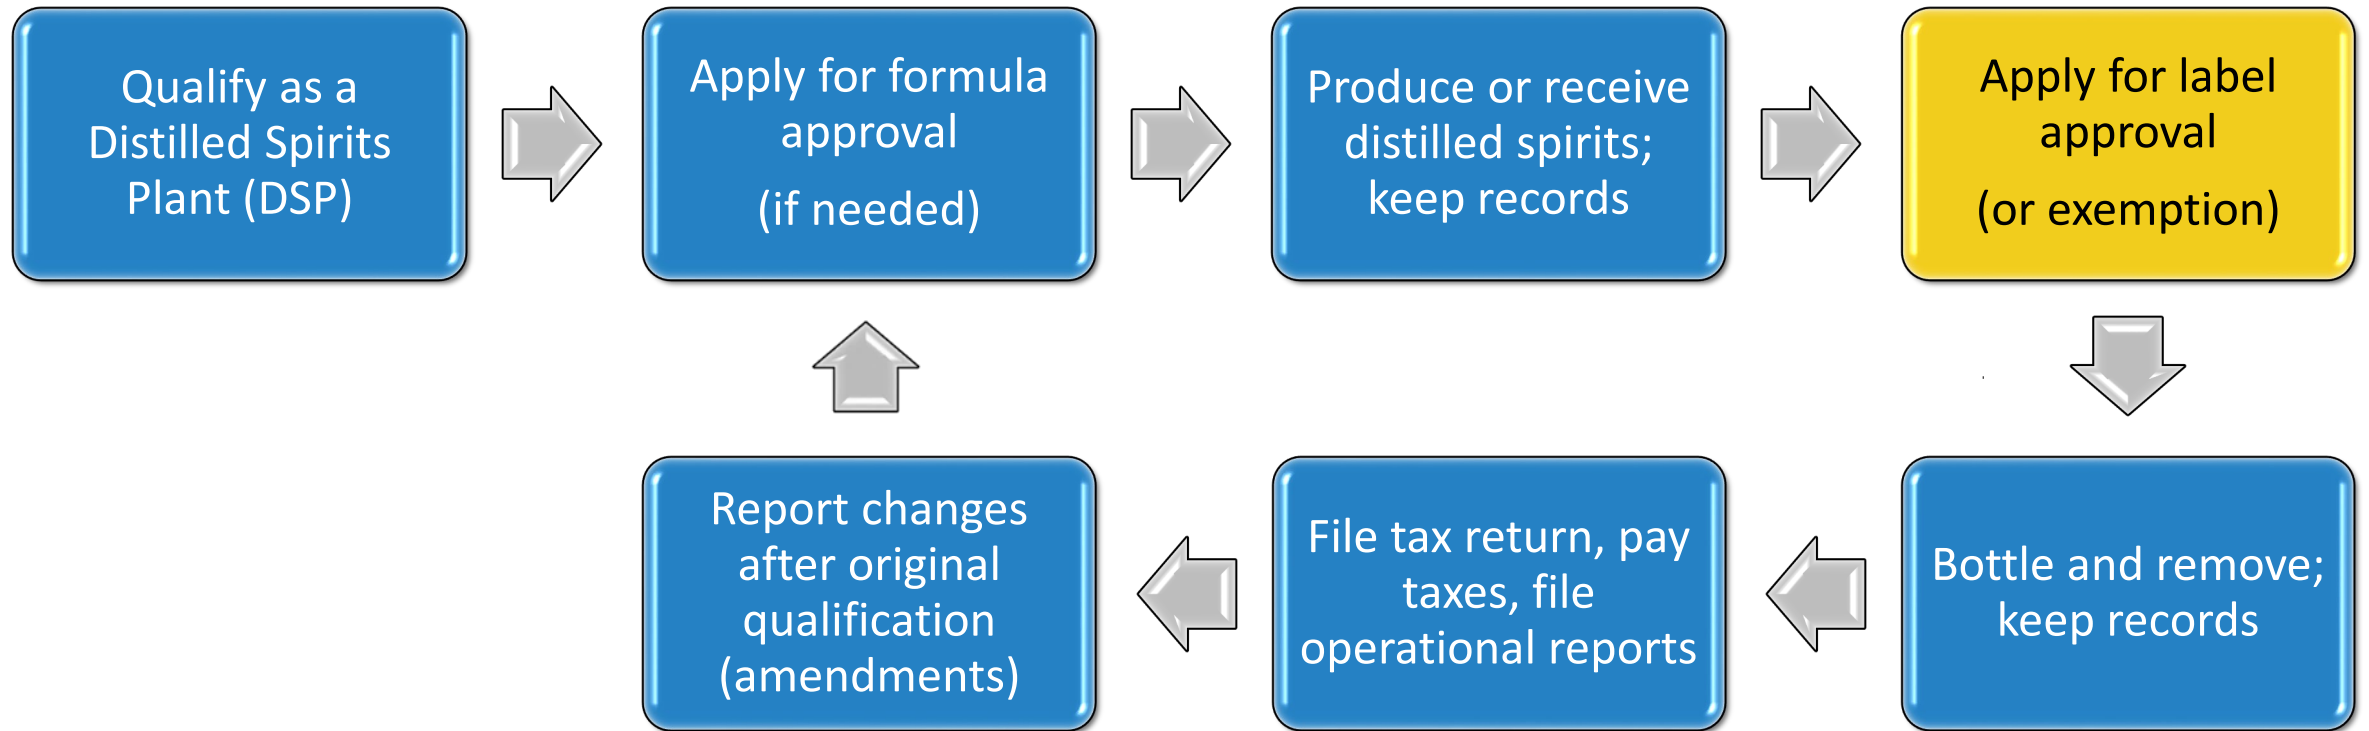 Qualify as a
Distilled Spirits
Plant (DSP)
Apply for formula
approval
(if needed)
Produce or receive
distilled spirits;
keep records
Apply for label
approval
(or exemption)
Bottle and remove;
keep records
File tax return, pay
taxes, file
operational reports
Report changes
after original
qualification
(amendments)